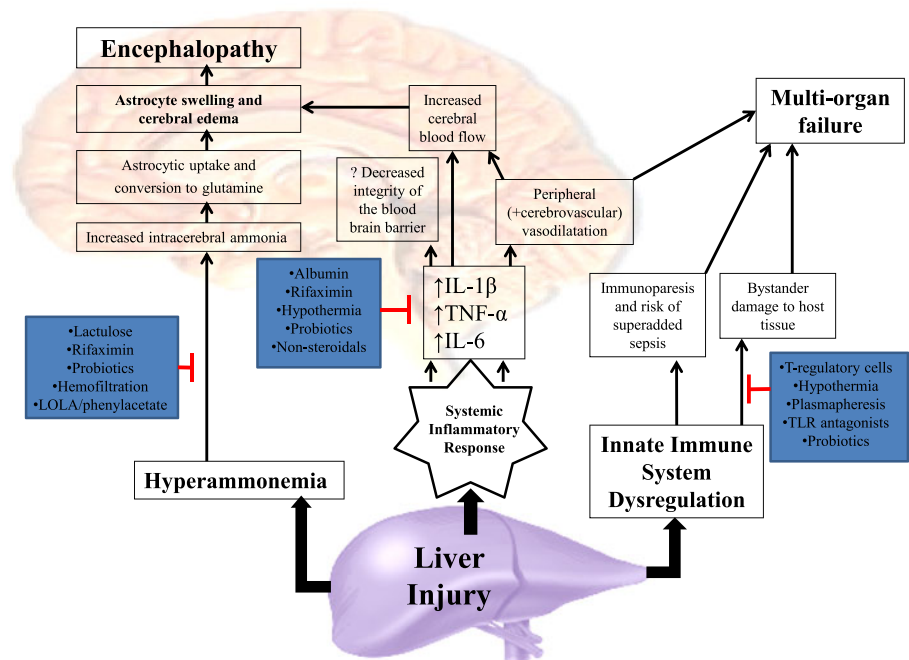 Encephalopathy
Astrocyte swelling and
cerebral edema
Astrocytic uptake and
conversion to glutamine
Increased intracerebral ammonia
Increased
cerebral
blood flow
? Decreased
integrity of
the blood
brain barrier
Peripheral
(+cerebrovascular)
vasodilatation
Multi-organ
failure
•Albumin
•Rifaximin
•Hypothermia
•Probiotics
•Non-steroidals
↑IL-1β
↑TNF-α
↑IL-6
Immunoparesis
and risk of
superadded
sepsis
Bystander
damage to host
tissue
•Lactulose
•Rifaximin
•Probiotics
•Hemofiltration
•LOLA/phenylacetate
•T-regulatory cells
•Hypothermia
•Plasmapheresis
•TLR antagonists
•Probiotics
Systemic
Inflammatory
Response
Hyperammonemia
Innate Immune
System
Dysregulation
Liver
Injury